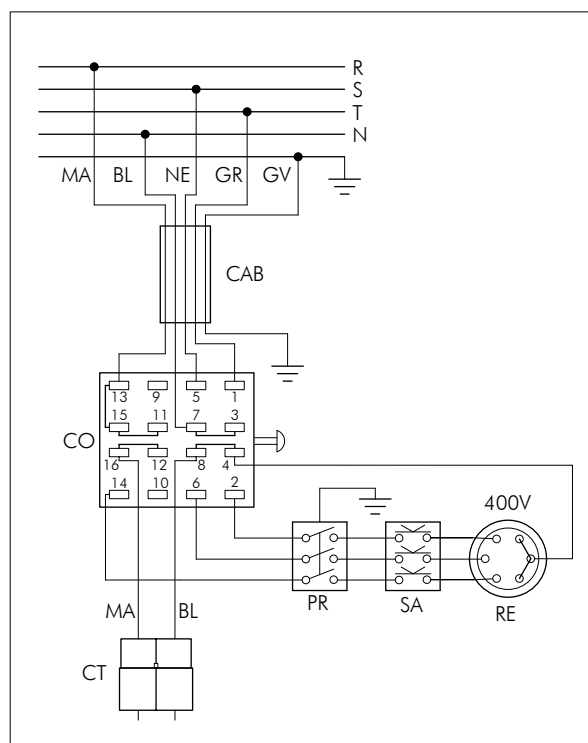 R
S
T
N
MA BL NE GR GV
CAB
13 9 5 1
15 11 7 3
CO
16 12 8 4
14 10 6 2
400V
PR SA RE
MA BL
CT